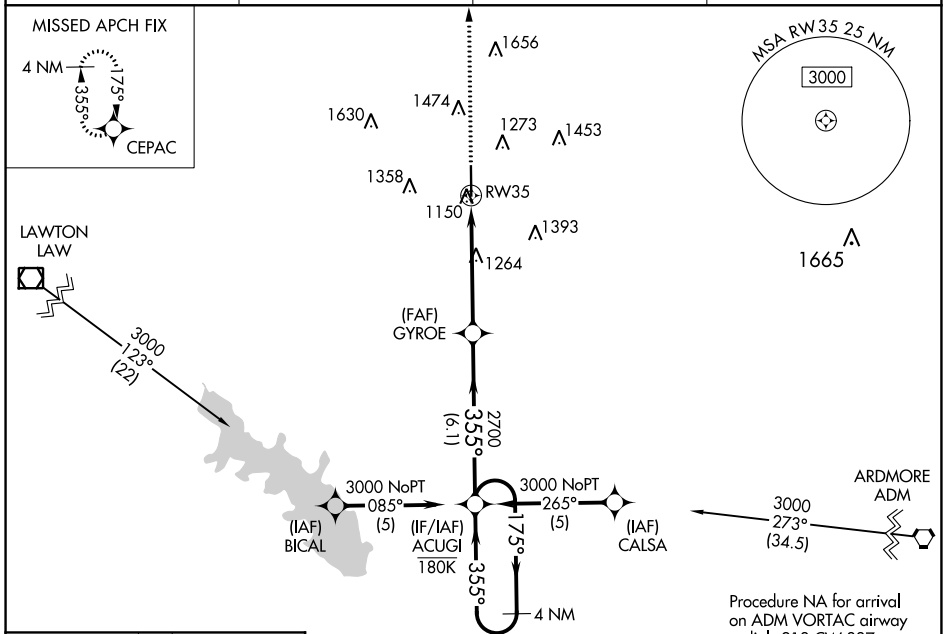 MISSED APCH FIX
4 NM
355°
175°
CEPAC
1656
1474
1630
1273
1453
1358
RW35
1150
1393
1264
MSA RW35 25 NM
3000
1665
LAWTON
LAW
3000
123°
(22)
(FAF)
GYROE
355°
(6.1)
2700
3000 NoPT
085°
(5)
(IAF)
BICAL
(IF/IAF)
ACUGI
180K
3000 NoPT
265°
(5)
(IAF)
CALSA
175°
355°
4 NM
ARDMORE
ADM
3000
273°
(34.5)
Procedure NA for arrival
on ADM VORTAC airway